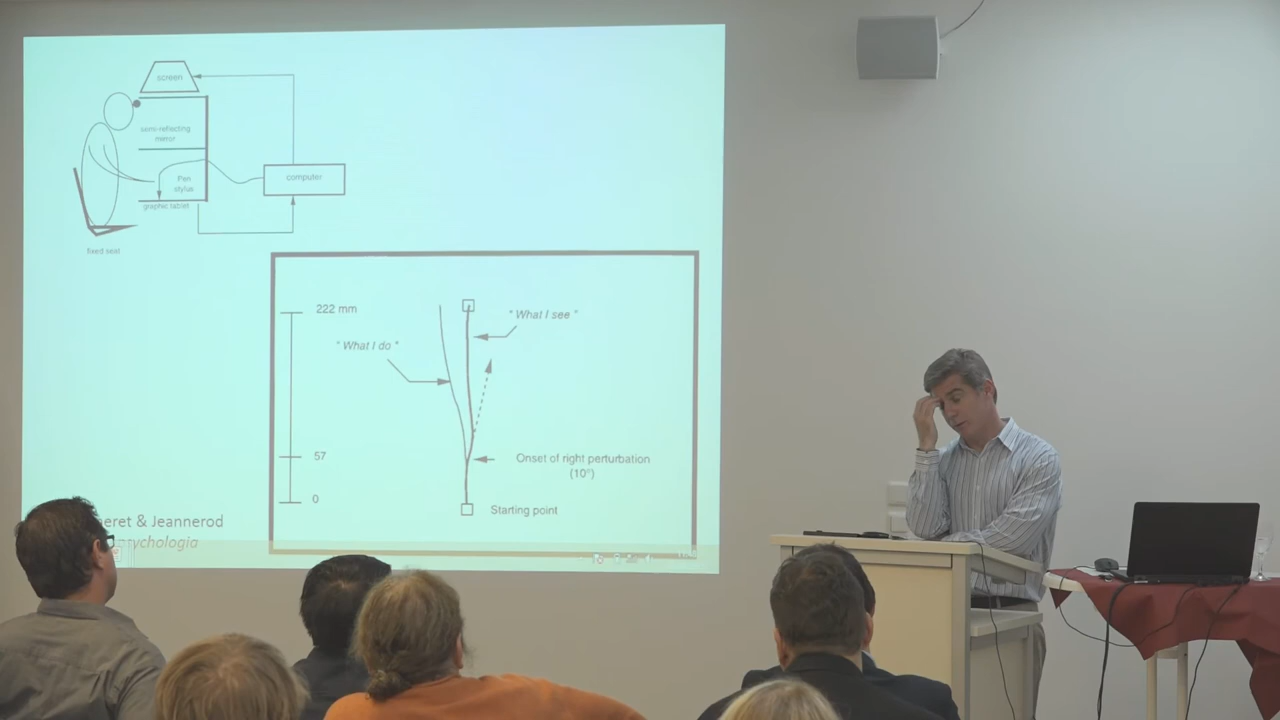 screen
semi-reflecting
mirror
Pen
stylus
graphic tablet
computer
fixed seat
222 mm
" What I see "
" What I do "
57
Onset of right perturbation
(10°)
0
Starting point
eret & Jeannerod
ychologia